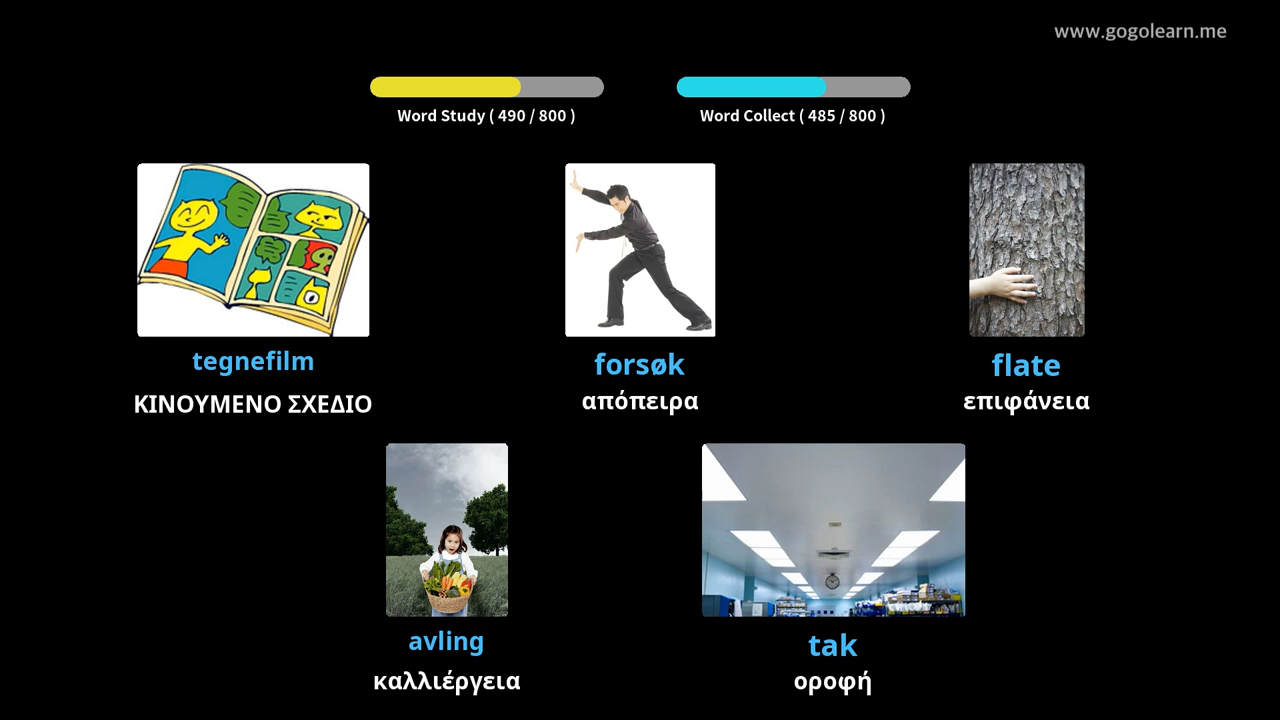 www.gogolearn.me
Word Study ( 490 / 800 )
Word Collect ( 485 / 800 )
tegnefilm
ΚΙΝΟΥΜΕΝΟ ΣΧΕΔΙΟ
forsøk
απόπειρα
flate
επιφάνεια
avling
καλλιέργεια
tak
οροφή